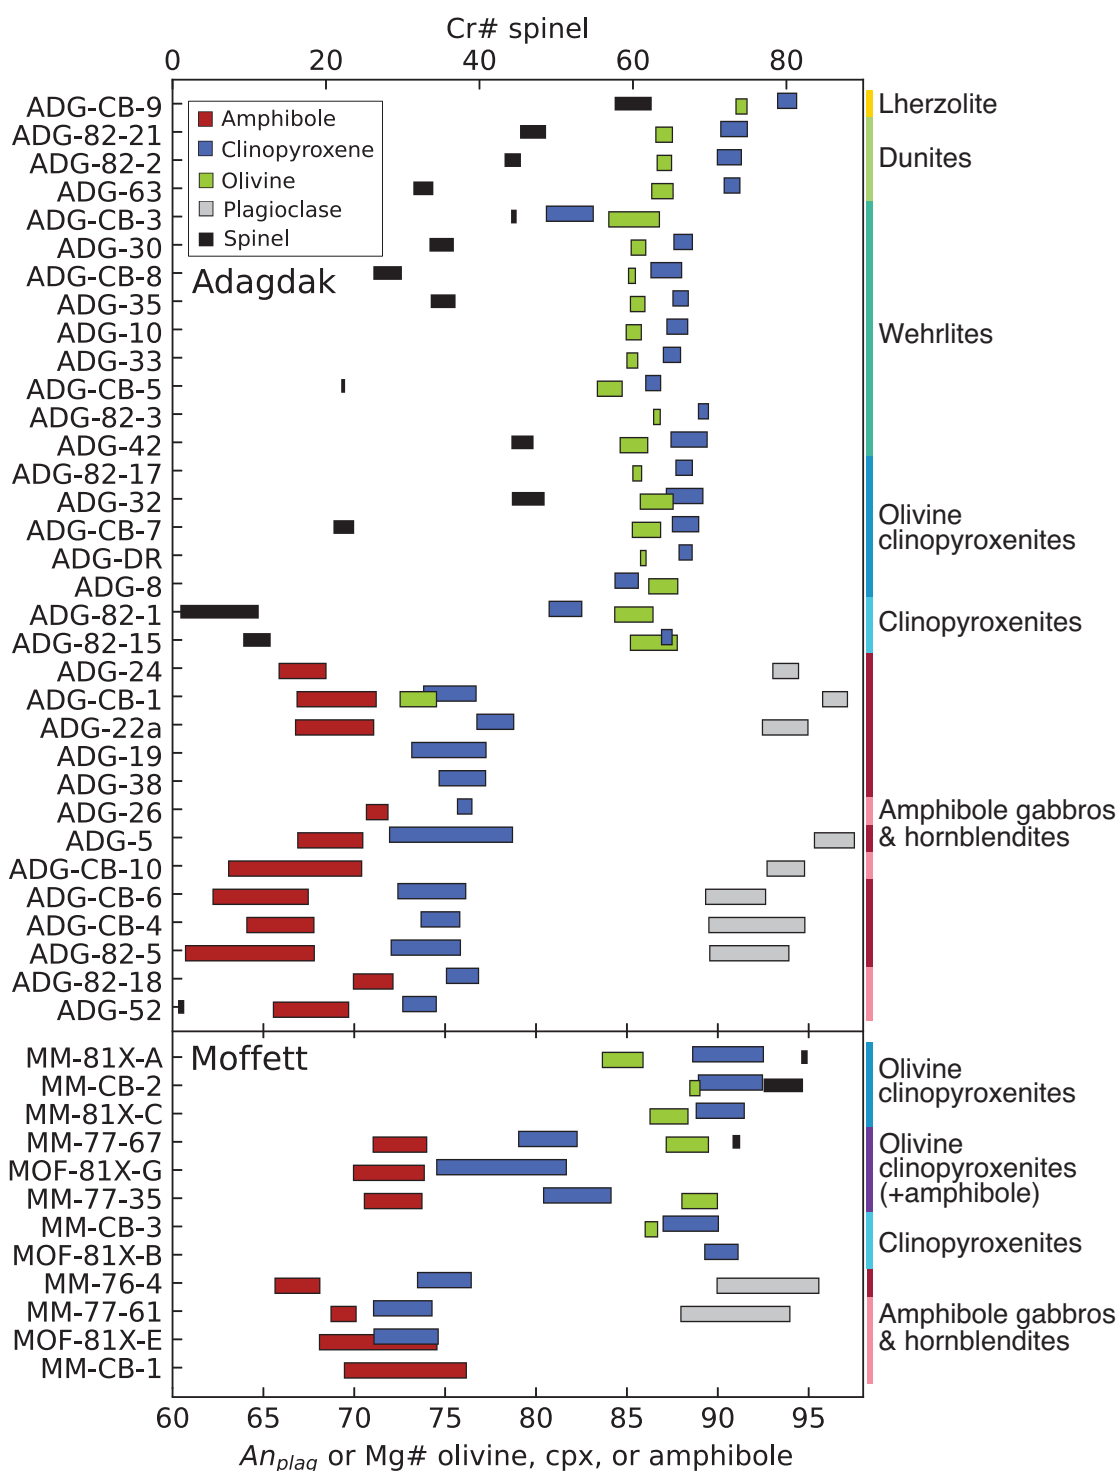 Cr# spinel
0 20 40 60 80
ADG-CB-9
ADG-82-21
ADG-82-2
ADG-63
ADG-CB-3
ADG-30
ADG-CB-8
ADG-35
ADG-10
ADG-33
ADG-CB-5
ADG-82-3
ADG-42
ADG-82-17
ADG-32
ADG-CB-7
ADG-DR
ADG-8
ADG-82-1
ADG-82-15
ADG-24
ADG-CB-1
ADG-22a
ADG-19
ADG-38
ADG-26
ADG-5
ADG-CB-10
ADG-CB-6
ADG-CB-4
ADG-82-5
ADG-82-18
ADG-52
Amphibole
Clinopyroxene
Olivine
Plagioclase
Spinel
Adagdak
Lherzolite
Dunites
Wehrlites
Olivine
clinopyroxenites
Clinopyroxenites
Amphibole gabbros
& hornblendites
MM-81X-A
MM-CB-2
MM-81X-C
MM-77-67
MOF-81X-G
MM-77-35
MM-CB-3
MOF-81X-B
MM-76-4
MM-77-61
MOF-81X-E
MM-CB-1
Moffett
Olivine
clinopyroxenites
Olivine
clinopyroxenites
(+amphibole)
Clinopyroxenites
Amphibole gabbros
& hornblendites
60 65 70 75 80 85 90 95
An_plag or Mg# olivine, cpx, or amphibole